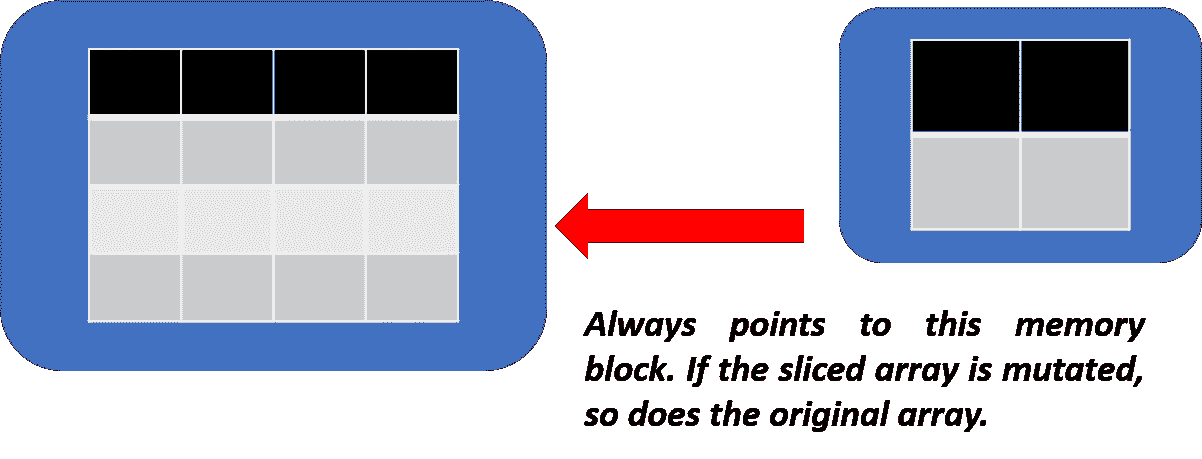 Always points to this memory
block. If the sliced array is mutated,
so does the original array.